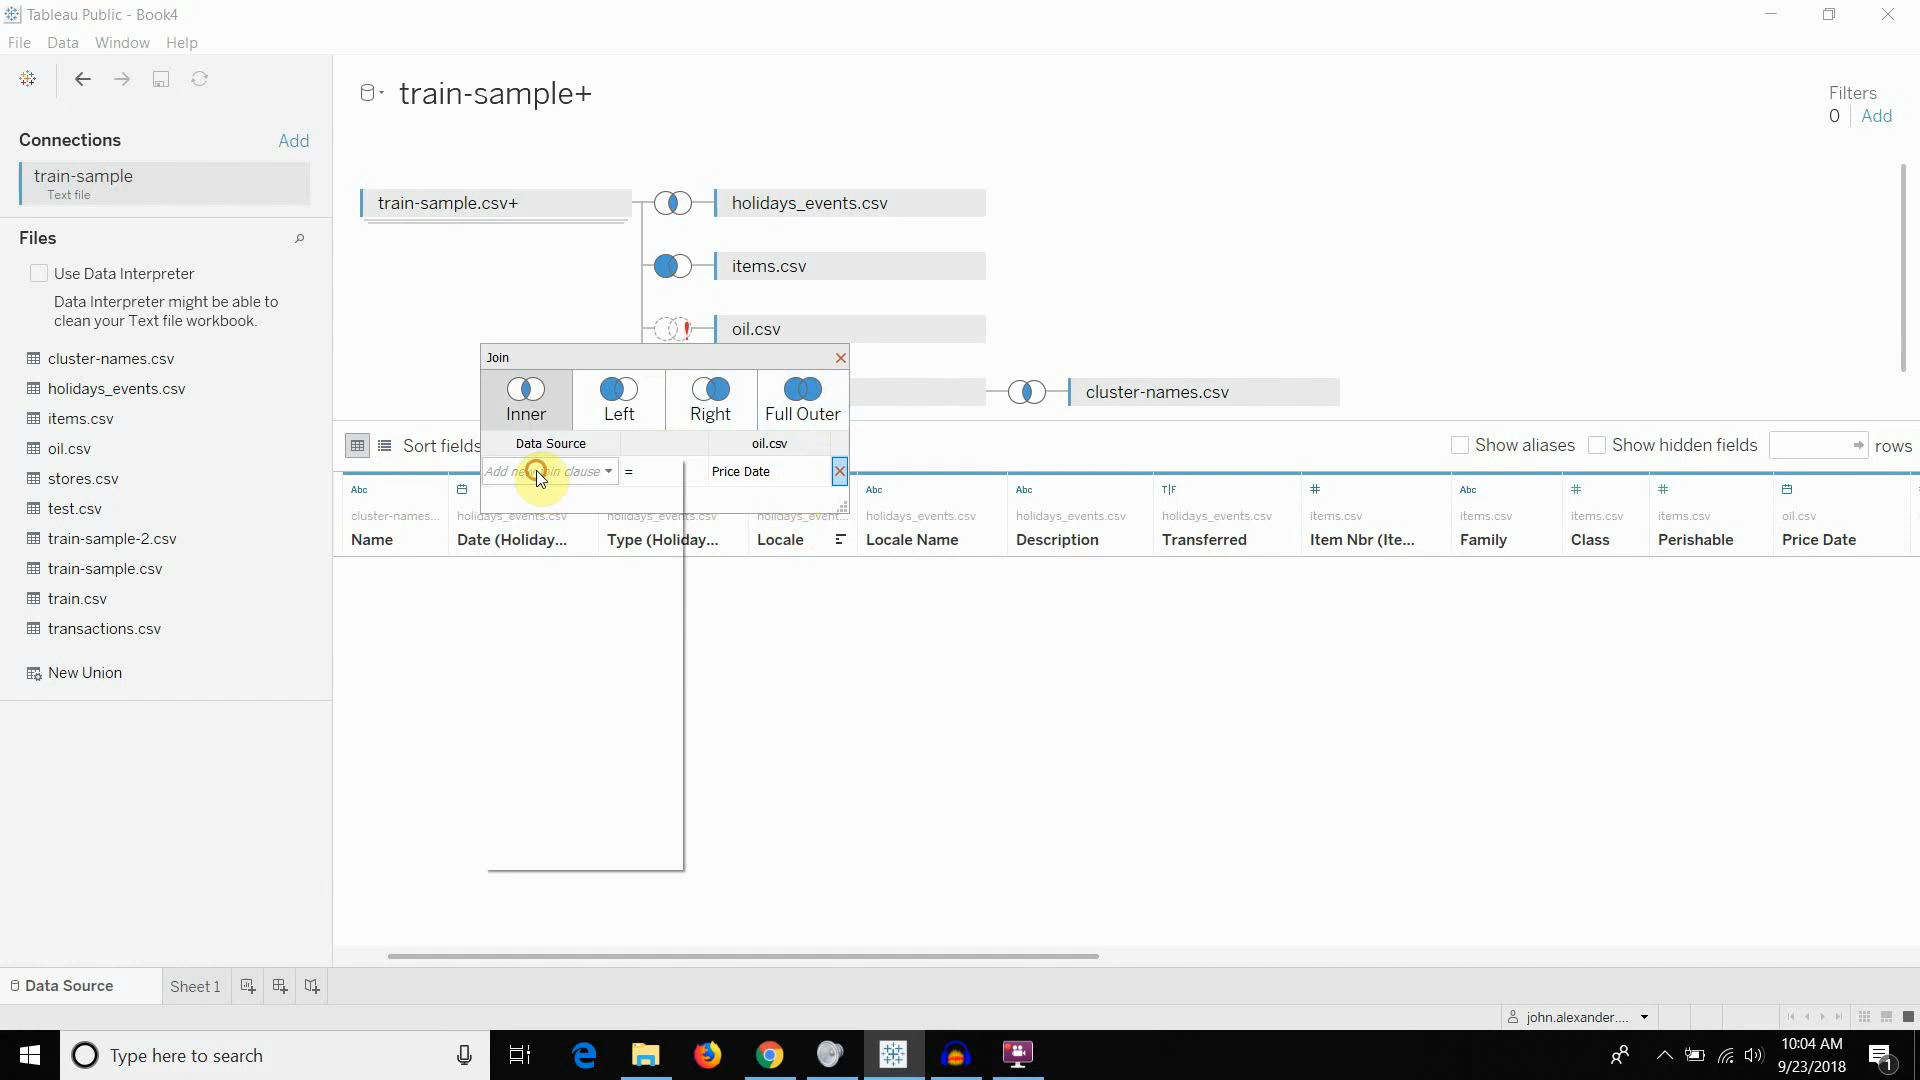 Tableau Public - Book4
File Data Window Help
train-sample+
Filters
0 Add
Connections Add
train-sample
Text file
train-sample.csv+
holidays_events.csv
Files
Use Data Interpreter
Data Interpreter might be able to
clean your Text file workbook.
items.csv
oil.csv
cluster-names.csv
cluster-names.csv
holidays_events.csv
items.csv
oil.csv
stores.csv
test.csv
train-sample-2.csv
train-sample.csv
train.csv
transactions.csv
New Union
Join
Inner Left Right Full Outer
Data Source oil.csv
= Price Date
Sort fields
Show aliases Show hidden fields rows
Abc Abc Abc T|F # Abc # #
cluster-names... holidays_events.csv holidays_events.csv holidays_event... holidays_events.csv holidays_events.csv holidays_events.csv items.csv items.csv items.csv items.csv oil.csv
Name Date (Holiday... Type (Holiday... Locale Locale Name Description Transferred Item Nbr (Ite... Family Class Perishable Price Date
Data Source Sheet 1
john.alexander....
Type here to search
10:04 AM
9/23/2018
1